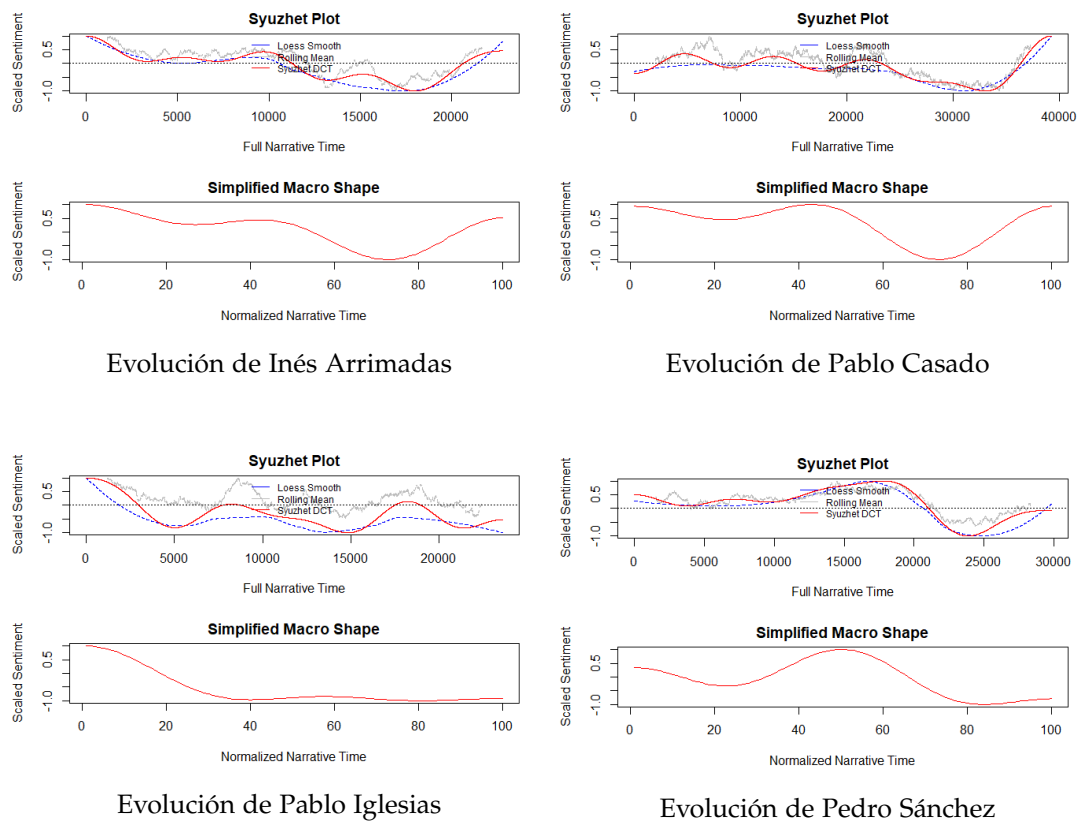 Syuzhet Plot
Scaled Sentiment
-1.0 0.5
Loess Smooth
Rolling Mean
Syuzhet DCT
0 5000 10000 15000 20000
Full Narrative Time
Simplified Macro Shape
Scaled Sentiment
-1.0 0.5
0 20 40 60 80 100
Normalized Narrative Time
Evolución de Inés Arrimadas
Syuzhet Plot
Scaled Sentiment
-1.0 0.5
Loess Smooth
Rolling Mean
Syuzhet DCT
0 10000 20000 30000 40000
Full Narrative Time
Simplified Macro Shape
Scaled Sentiment
-1.0 0.5
0 20 40 60 80 100
Normalized Narrative Time
Evolución de Pablo Casado
Syuzhet Plot
Scaled Sentiment
-1.0 0.5
Loess Smooth
Rolling Mean
Syuzhet DCT
0 5000 10000 15000 20000
Full Narrative Time
Simplified Macro Shape
Scaled Sentiment
-1.0 0.5
0 20 40 60 80 100
Normalized Narrative Time
Evolución de Pablo Iglesias
Syuzhet Plot
Scaled Sentiment
-1.0 0.5
Loess Smooth
Rolling Mean
Syuzhet DCT
0 5000 10000 15000 20000 25000 30000
Full Narrative Time
Simplified Macro Shape
Scaled Sentiment
-1.0 0.5
0 20 40 60 80 100
Normalized Narrative Time
Evolución de Pedro Sánchez